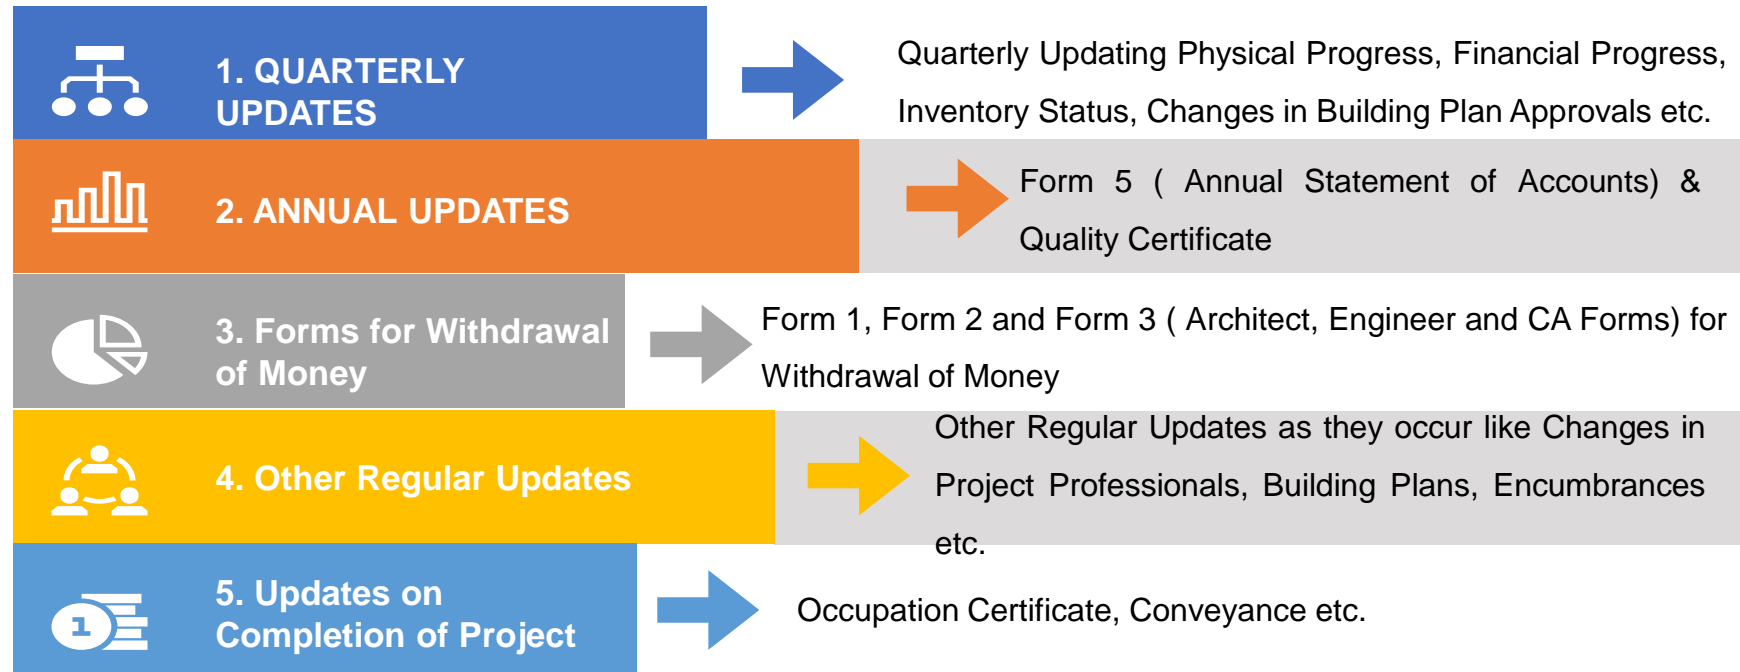 1. QUARTERLY
UPDATES
Quarterly Updating Physical Progress, Financial Progress,
Inventory Status, Changes in Building Plan Approvals etc.
2. ANNUAL UPDATES
Form 5 ( Annual Statement of Accounts) &
Quality Certificate
3. Forms for Withdrawal
of Money
Form 1, Form 2 and Form 3 ( Architect, Engineer and CA Forms) for
Withdrawal of Money
4. Other Regular Updates
Other Regular Updates as they occur like Changes in
Project Professionals, Building Plans, Encumbrances
etc.
1
5. Updates on
Completion of Project
Occupation Certificate, Conveyance etc.